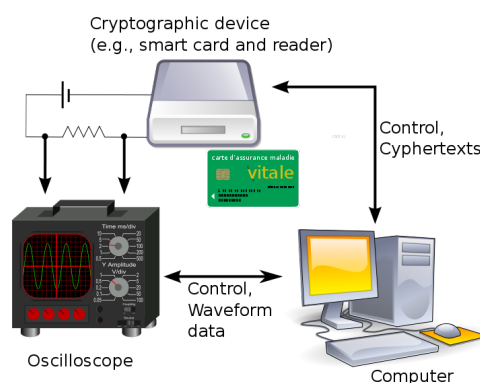 Cryptographic device
(e.g., smart card and reader)
Control,
Cyphertexts
carte d'assurance maladie
vitale
Time ms/div
Y Amplitude
V/div
Control,
Waveform
data
Oscilloscope
Computer